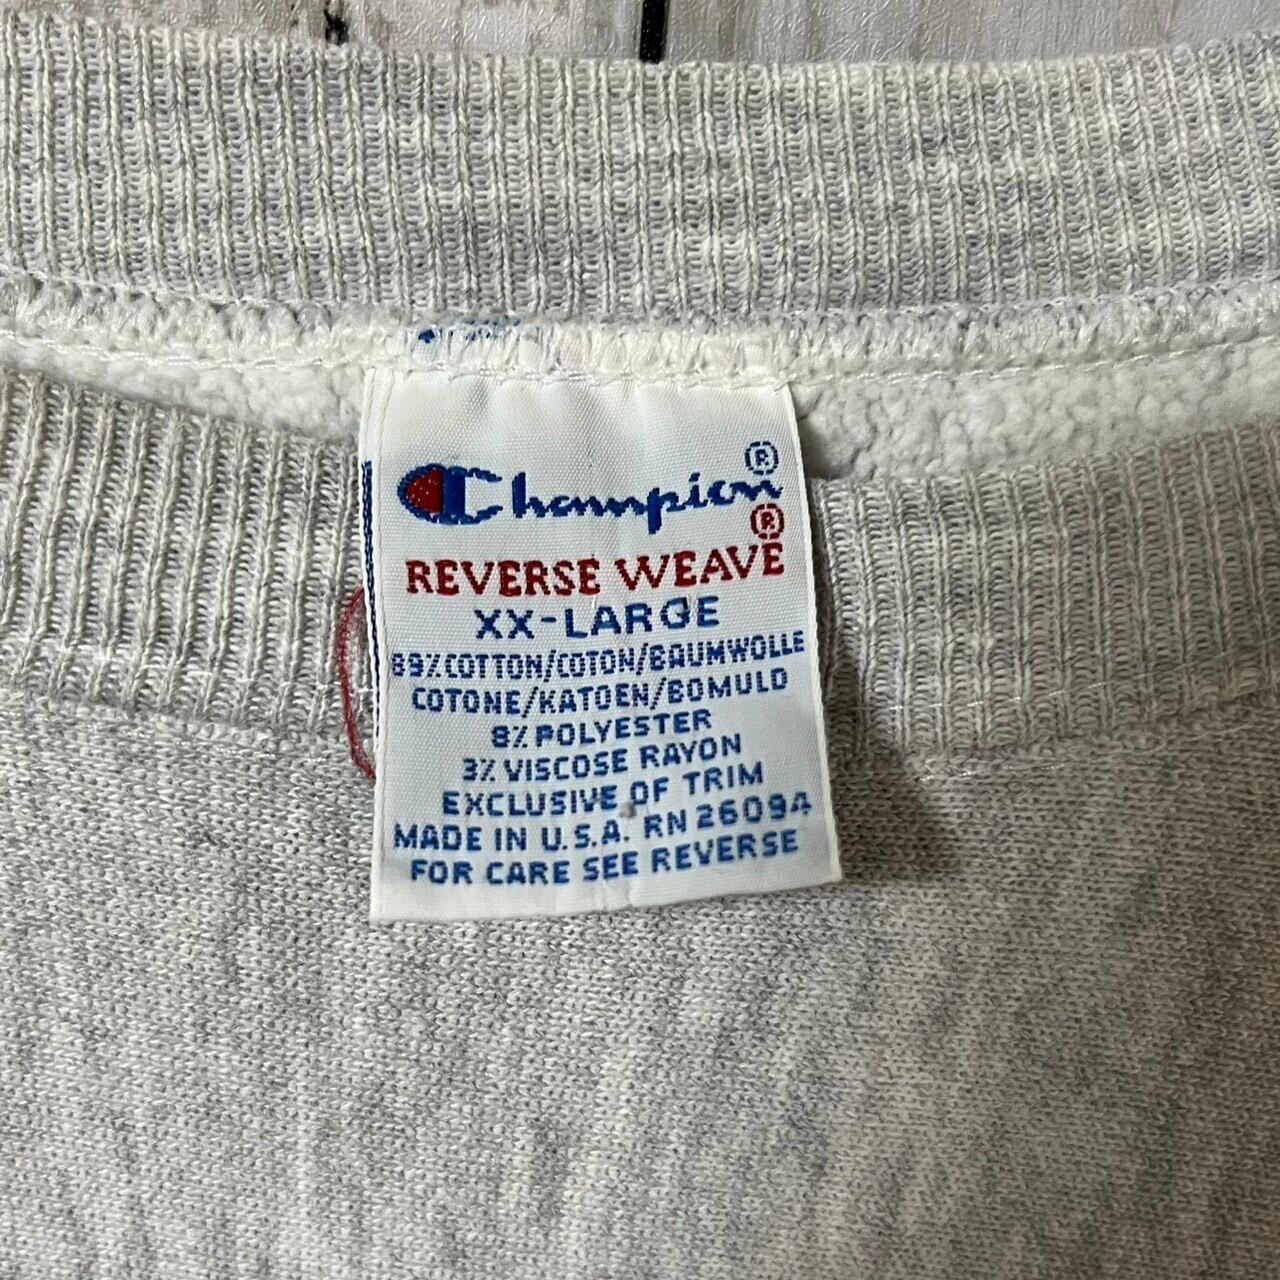 Champion®
REVERSE WEAVE®
XX-LARGE
89% COTTON/COTON/BAUMWOLLE
COTONE/KATOEN/BOMULD
8% POLYESTER
3% VISCOSE RAYON
EXCLUSIVE OF TRIM
MADE IN U.S.A. RN 26094
FOR CARE SEE REVERSE